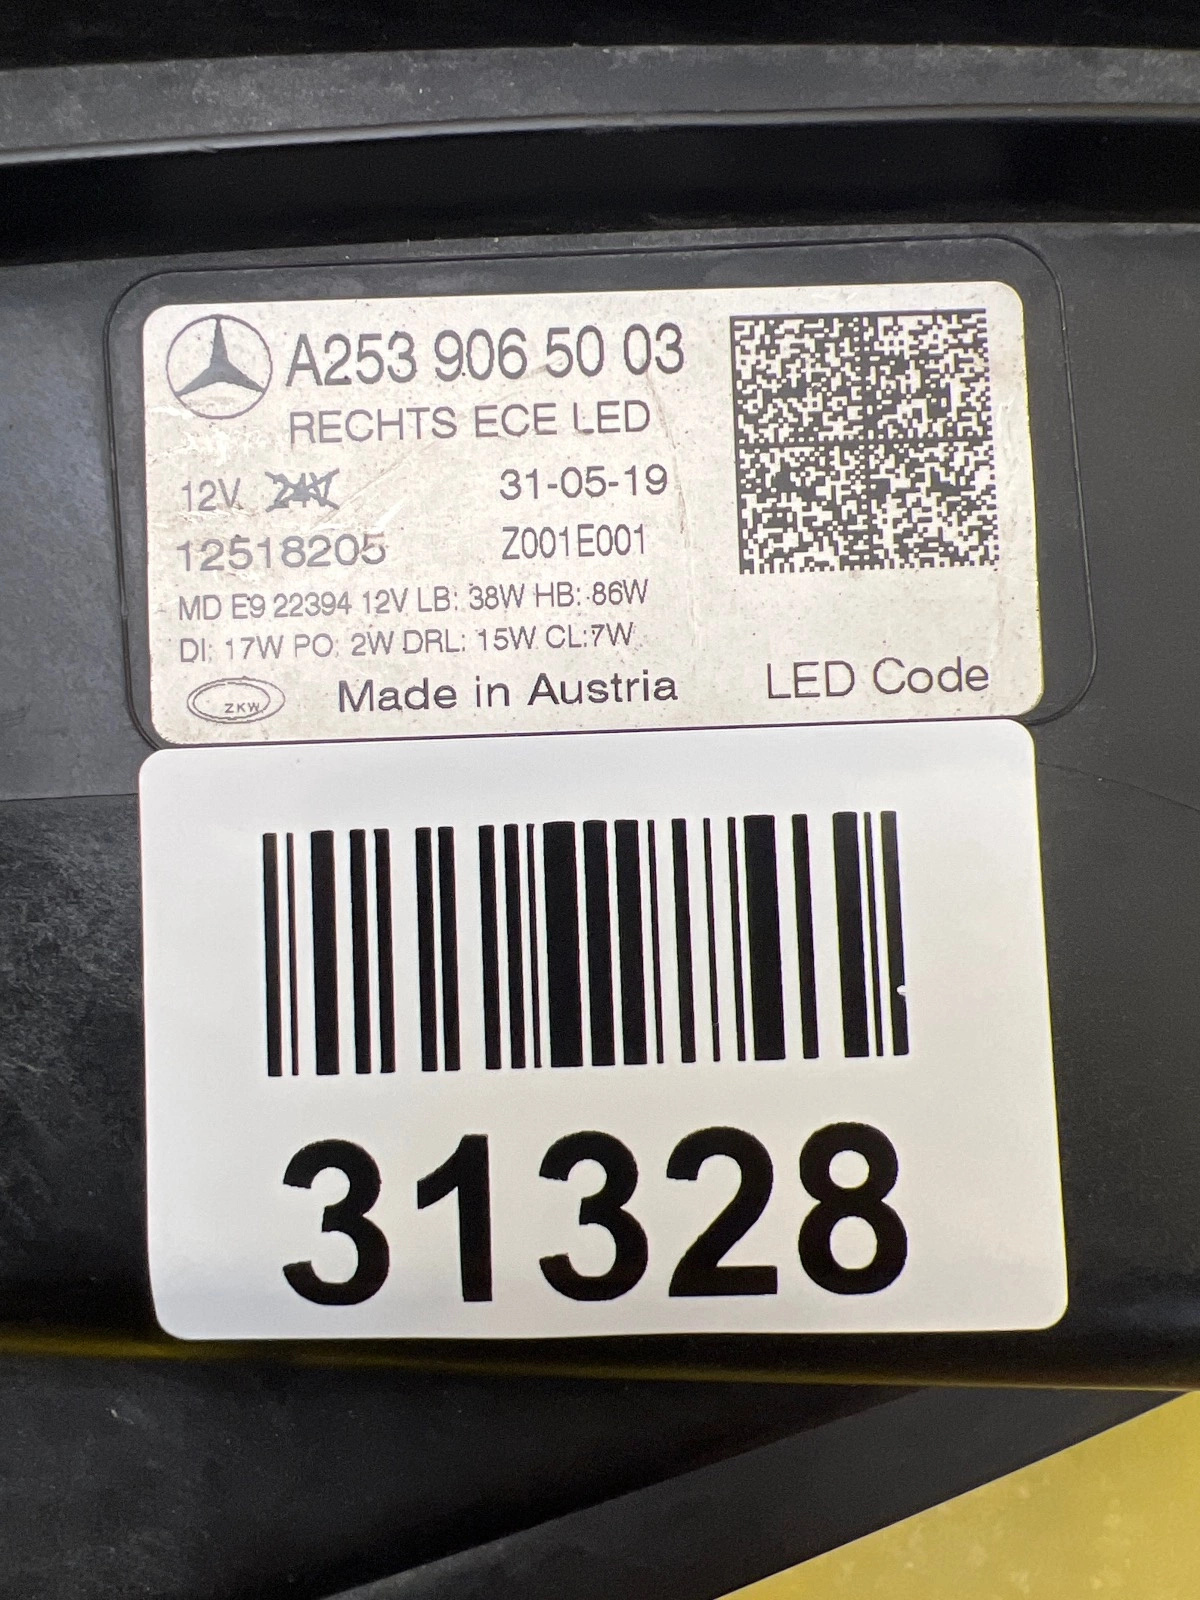 A253 906 50 03
RECHTS ECE LED
12V 24V 31-05-19
12518205 Z001E001
MD E9 22394 12V LB: 38W HB: 86W
DI: 17W PO: 2W DRL: 15W CL:7W
ZKW Made in Austria LED Code
31328